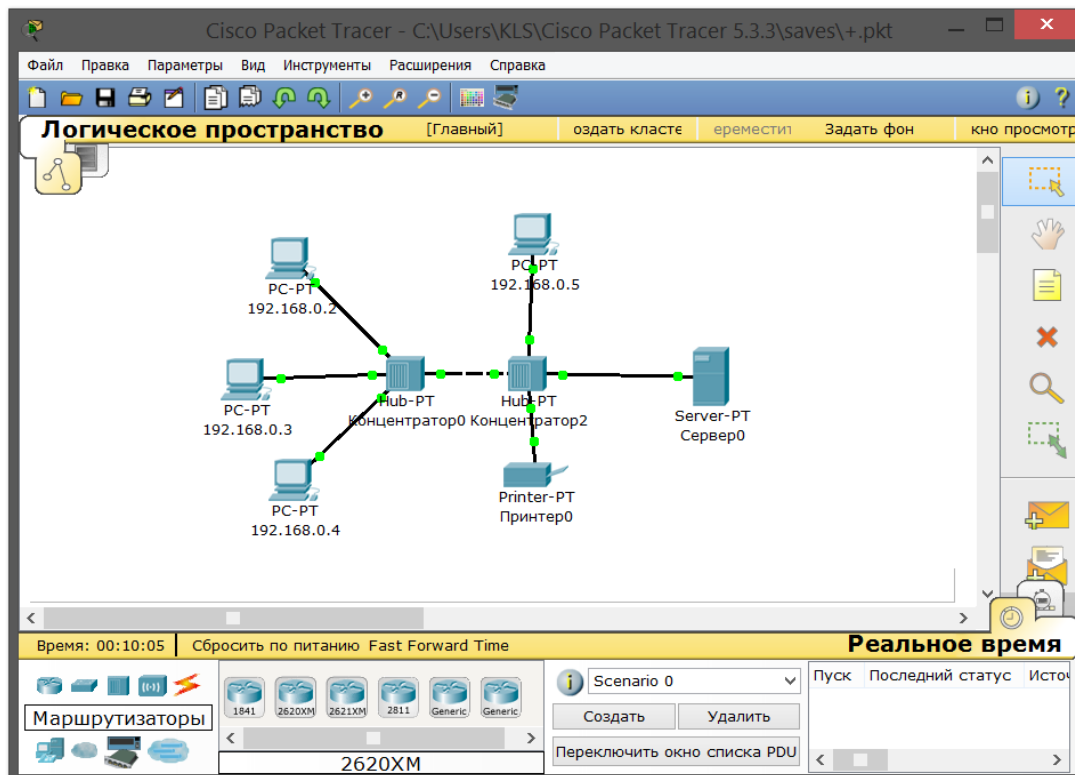 Cisco Packet Tracer - C:\Users\KLS\Cisco Packet Tracer 5.3.3\saves\+.pkt
Файл Правка Параметры Вид Инструменты Расширения Справка
Логическое пространство [Главный] оздать класте ереместит Задать фон кно просмотр
PC-PT
192.168.0.2
PC-PT
192.168.0.5
PC-PT
192.168.0.3
Hub-PT
Концентратор0
Hub-PT
Концентратор2
Server-PT
Сервер0
PC-PT
192.168.0.4
Printer-PT
Принтер0
Время: 00:10:05 Сбросить по питанию Fast Forward Time Реальное время
Маршрутизаторы
1841 2620XM 2621XM 2811 Generic Generic
2620XM
Scenario 0
Создать Удалить
Переключить окно списка PDU
Пуск Последний статус Источ